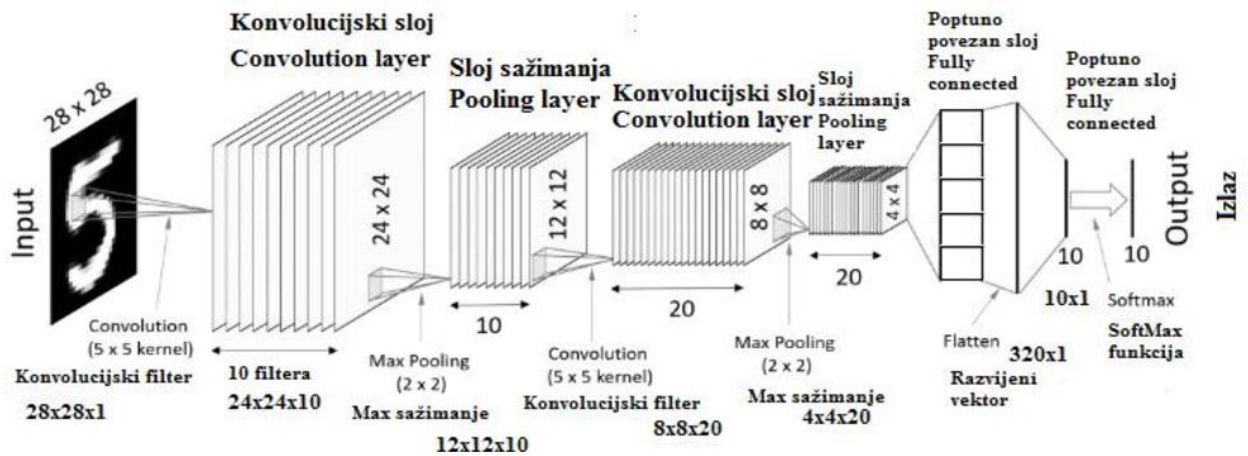 Konvolucijski sloj
Convolution layer
Sloj sažimanja
Pooling layer
Konvolucijski sloj
Convolution layer
Sloj
sažimanja
Pooling
layer
Poptuno
povezan sloj
Fully
connected
Poptuno
povezan sloj
Fully
connected
Input
28 x 28
24 x 24
12 x 12
8 x 8
4 x 4
Output
Izlaz
Convolution
(5 x 5 kernel)
Konvolucijski filter
28x28x1
10 filtera
24x24x10
Max Pooling
(2 x 2)
Max sažimanje
12x12x10
10
Convolution
(5 x 5 kernel)
Konvolucijski filter
8x8x20
20
Max Pooling
(2 x 2)
Max sažimanje
4x4x20
20
Flatten
320x1
Razvijeni
vektor
10
10x1
10
Softmax
SoftMax
funkcija